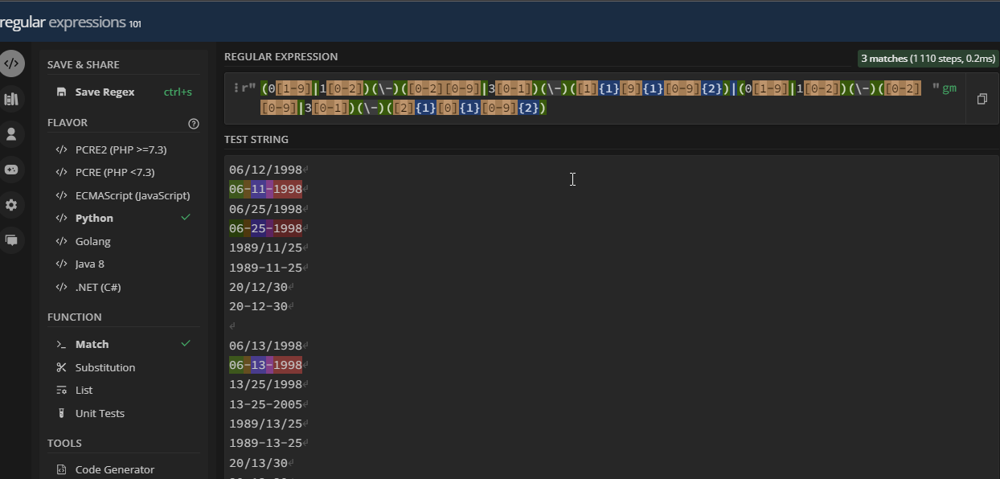 regular expressions 101
SAVE & SHARE
Save Regex ctrl+s
FLAVOR
</> PCRE2 (PHP >=7.3)
</> PCRE (PHP <7.3)
</> ECMAScript (JavaScript)
</> Python
</> Golang
</> Java 8
</> .NET (C#)
FUNCTION
Match
Substitution
List
Unit Tests
TOOLS
Code Generator
REGULAR EXPRESSION
3 matches (1 110 steps, 0.2ms)
r" (0[1-9]|1[0-2])(\-)([0-2][0-9]|3[0-1])(\-)([1]{1}[9]{1}[0-9]{2})|(0[1-9]|1[0-2])(\-)([0-2] " gm
[0-9]|3[0-1])(\-)([2]{1}[0]{1}[0-9]{2})
TEST STRING
06/12/1998
06-11-1998
06/25/1998
06-25-1998
1989/11/25
1989-11-25
20/12/30
20-12-30
06/13/1998
06-13-1998
13/25/1998
13-25-2005
1989/13/25
1989-13-25
20/13/30